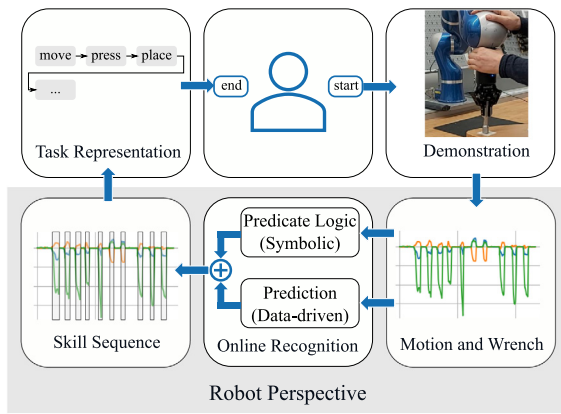 move press place
...
Task Representation
end
start
Demonstration
Predicate Logic
(Symbolic)
Prediction
(Data-driven)
Skill Sequence
Online Recognition
Motion and Wrench
Robot Perspective